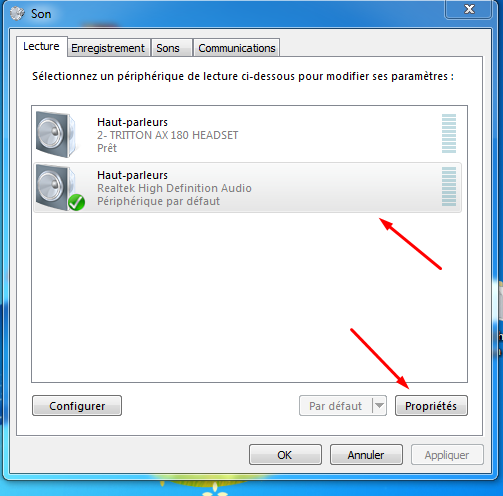 Son
Lecture
Enregistrement
Sons
Communications
Sélectionnez un périphérique de lecture ci-dessous pour modifier ses paramètres :
Haut-parleurs
2- TRITTON AX 180 HEADSET
Prêt
Haut-parleurs
Realtek High Definition Audio
Périphérique par défaut
Configurer
Par défaut
Propriétés
OK
Annuler
Appliquer